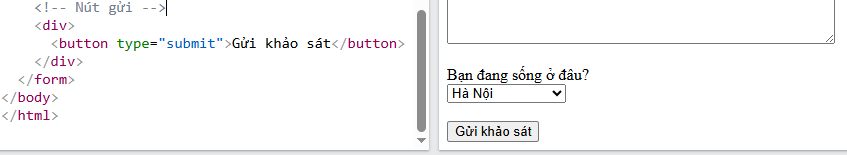 <!-- Nút gửi -->
<div>
<button type="submit">Gửi khảo sát</button>
</div>
</form>
</body>
</html>
Bạn đang sống ở đâu?
Hà Nội
Gửi khảo sát